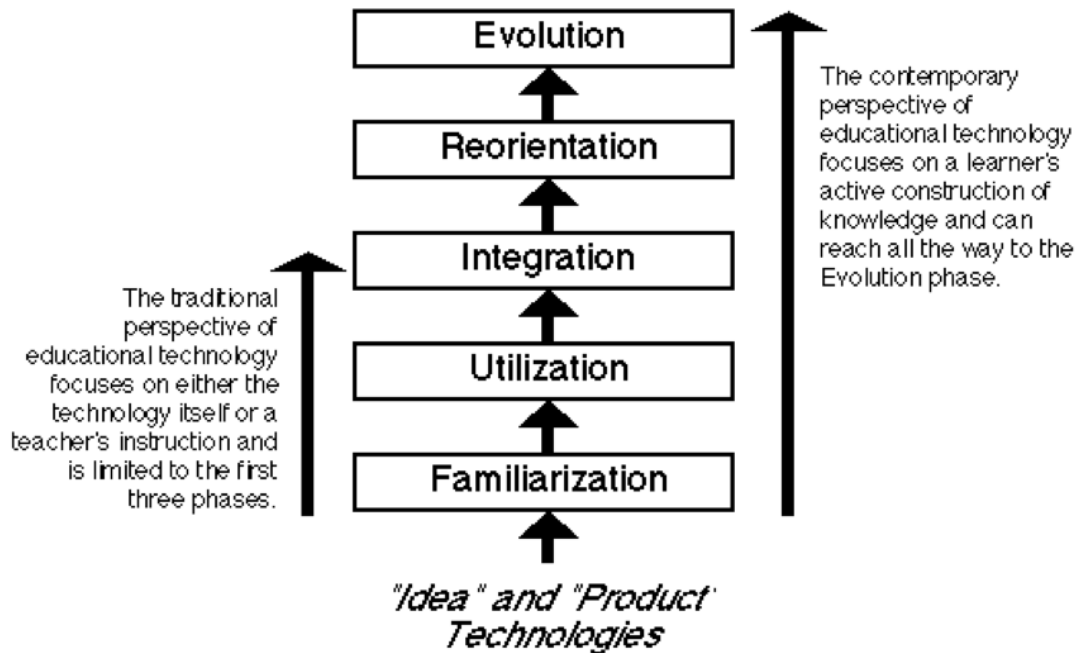 Evolution
Reorientation
Integration
Utilization
Familiarization
"Idea" and "Product'
Technologies
The traditional
perspective of
educational technology
focuses on either the
technology itself or a
teacher's instruction and
is limited to the first
three phases.
The contemporary
perspective of
educational technology
focuses on a learner's
active construction of
knowledge and can
reach all the way to the
Evolution phase.